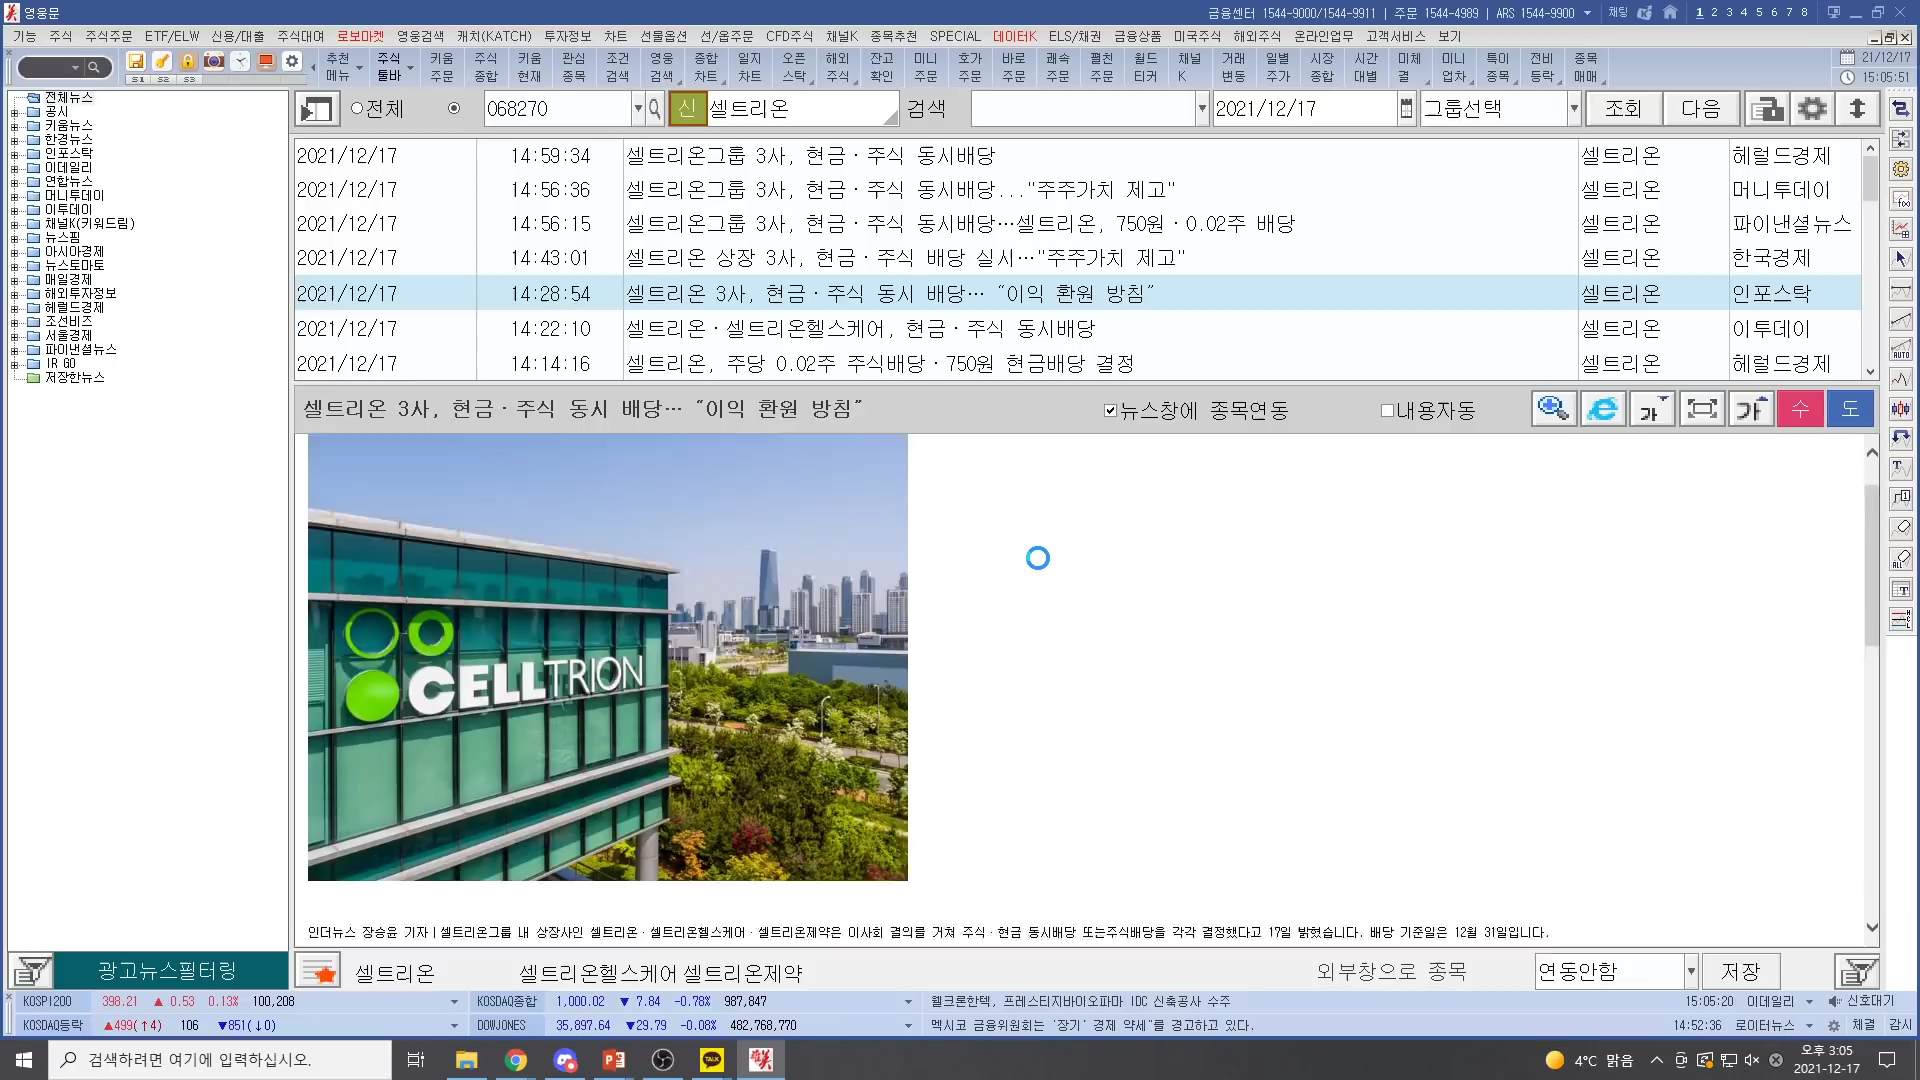 영웅문
금융센터 1544-9000/1544-9911 | 주문 1544-4989 | ARS 1544-9900 채팅 1 2 3 4 5 6 7 8
기능 주식 주식주문 ETF/ELW 신용/대출 주식대여 로보마켓 영웅검색 캐치(KATCH) 투자정보 차트 선물옵션 선/옵주문 CFD주식 채널K 종목추천 SPECIAL 데이터K ELS/채권 금융상품 미국주식 해외주식 온라인업무 고객서비스 보기
추천 주식 키움 주식 키움 관심 조건 영웅 종합 일지 오픈 해외 잔고 미니 호가 바로 쾌속 펼친 월드 채널 거래 일별 시장 시간 미체 미니 특이 전비 종목 21/12/17
메뉴 툴바 주문 종합 현재 종목 검색 검색 차트 차트 스탁 주식 확인 주문 주문 주문 주문 주문 티커 K 변동 주가 종합 대별 결 업차 종목 등락 매매 15:05:51
S1 S2 S3
전체뉴스
공시
키움뉴스
한경뉴스
인포스탁
이데일리
연합뉴스
머니투데이
이투데이
채널K(키워드림)
뉴스핌
아시아경제
뉴스토마토
매일경제
해외투자정보
헤럴드경제
조선비즈
서울경제
파이낸셜뉴스
IR GO
저장한뉴스
전체 068270 신 셀트리온 검색 2021/12/17 그룹선택 조회 다음
2021/12/17 14:59:34 셀트리온그룹 3사, 현금·주식 동시배당 셀트리온 헤럴드경제
2021/12/17 14:56:36 셀트리온그룹 3사, 현금·주식 동시배당..."주주가치 제고" 셀트리온 머니투데이
2021/12/17 14:56:15 셀트리온그룹 3사, 현금·주식 동시배당…셀트리온, 750원·0.02주 배당 셀트리온 파이낸셜뉴스
2021/12/17 14:43:01 셀트리온 상장 3사, 현금·주식 배당 실시…"주주가치 제고" 셀트리온 한국경제
2021/12/17 14:28:54 셀트리온 3사, 현금·주식 동시 배당… “이익 환원 방침” 셀트리온 인포스탁
2021/12/17 14:22:10 셀트리온·셀트리온헬스케어, 현금·주식 동시배당 셀트리온 이투데이
2021/12/17 14:14:16 셀트리온, 주당 0.02주 주식배당·750원 현금배당 결정 셀트리온 헤럴드경제
셀트리온 3사, 현금·주식 동시 배당… “이익 환원 방침” 뉴스창에 종목연동 내용자동 가 가 수 도
CELLTRION
인더뉴스 장승윤 기자ㅣ셀트리온그룹 내 상장사인 셀트리온·셀트리온헬스케어·셀트리온제약은 이사회 결의를 거쳐 주식·현금 동시배당 또는주식배당을 각각 결정했다고 17일 밝혔습니다. 배당 기준일은 12월 31일입니다.
광고뉴스필터링 셀트리온 셀트리온헬스케어 셀트리온제약 외부창으로 종목 연동안함 저장
KOSPI200 398.21 ▲ 0.53 0.13% 100,208 KOSDAQ종합 1,000.02 ▼ 7.84 -0.78% 987,847 웰크론한텍, 프레스티지바이오파마 IDC 신축공사 수주 15:05:20 이데일리 신호대기
KOSDAQ등락 ▲499(↑4) 106 ▼851(↓0) DOWJONES 35,897.64 ▼29.79 -0.08% 482,768,770 멕시코 금융위원회는 '장기' 경제 약세"를 경고하고 있다. 14:52:36 로이터뉴스 체결 감시
검색하려면 여기에 입력하십시오. TALK 4°C 맑음 오후 3:05
2021-12-17